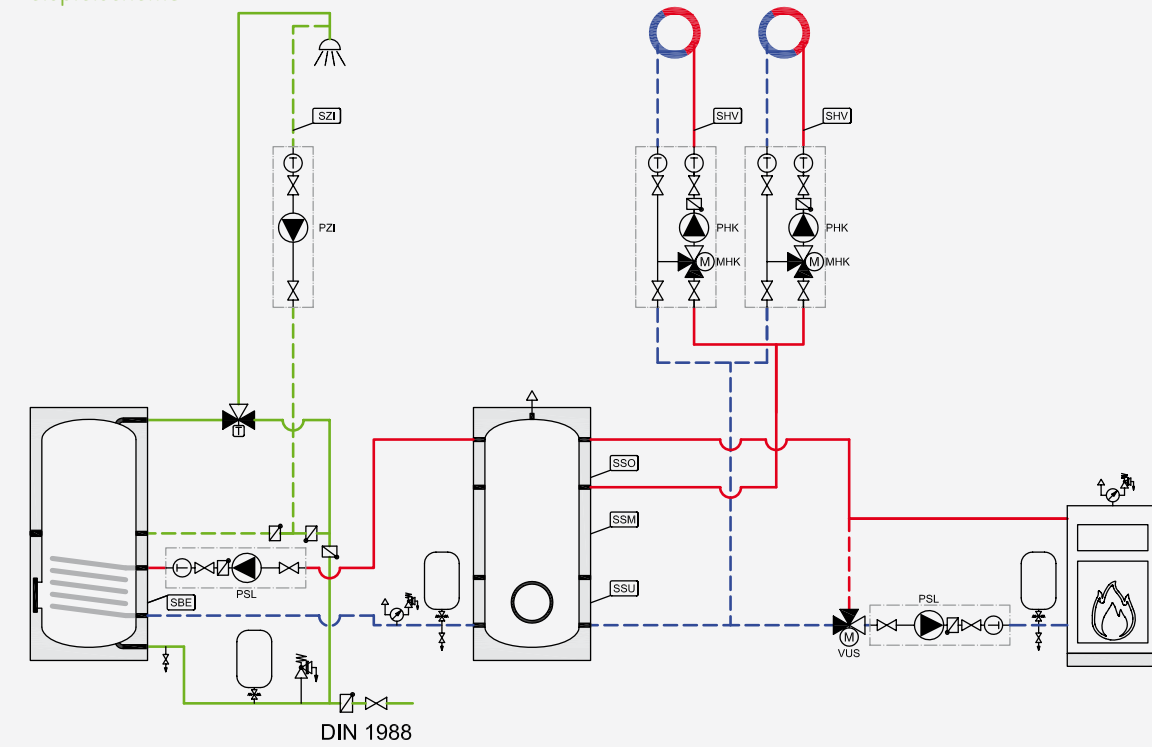 SZI
SHV
SHV
T
T
T
T
T
PZI
PHK
PHK
M
MHK
M
MHK
T
SSO
SSM
SSU
T
PSL
SBE
PSL
T
M
VUS
DIN 1988